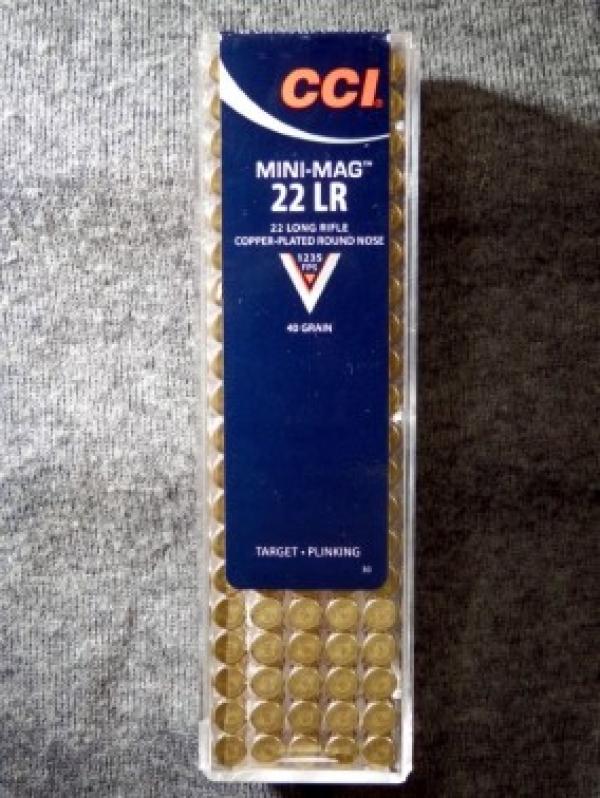 CCI
MINI-MAG™
22 LR
22 LONG RIFLE
COPPER-PLATED ROUND NOSE
1235
FPS
40 GRAIN
TARGET • PLINKING